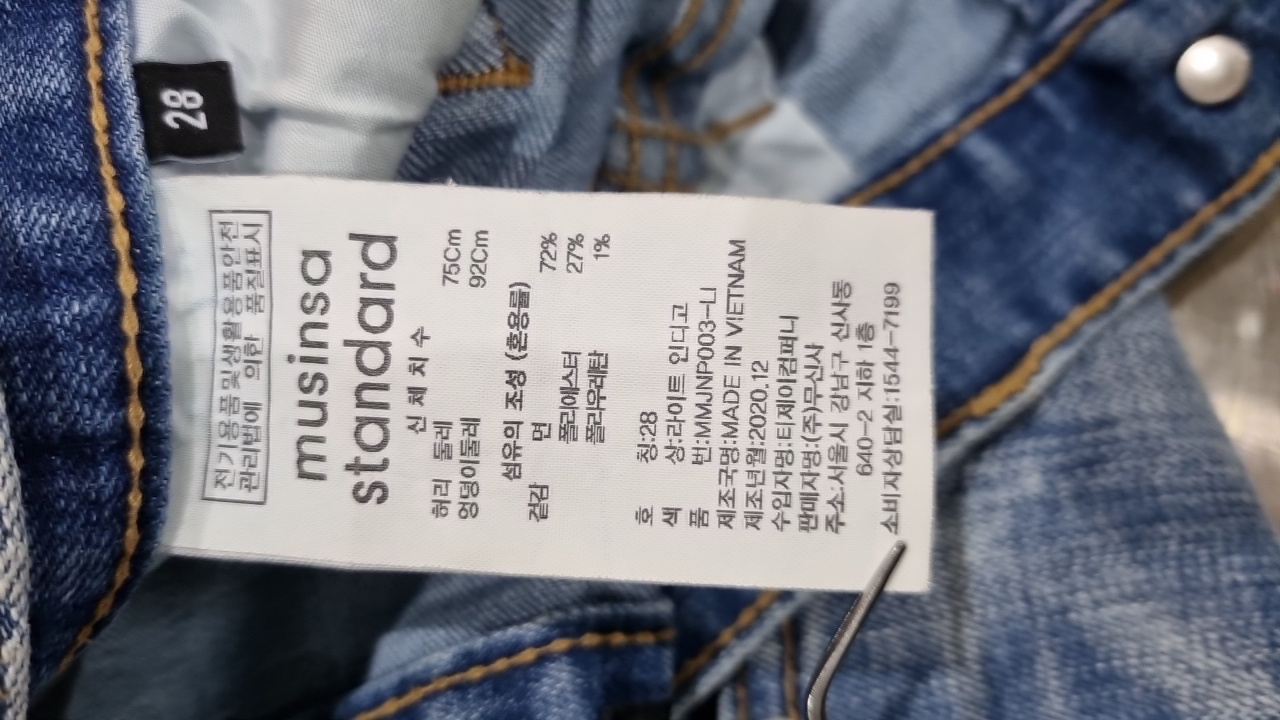 28
전기용품및생활용품안전
관리법에 의한 품질표시
musinsa
standard
신 체 치 수
허리 둘레 75Cm
엉덩이둘레 92Cm
섬유의 조성 (혼용률)
겉감 면 72%
폴리에스터 27%
폴리우레탄 1%
호 칭:28
색 상:라이트 인디고
품 번:MMJNP003-LI
제조국명:MADE IN VIETNAM
제조년월:2020.12
수입자명:티제이컴퍼니
판매자명:(주)무신사
주소:서울시 강남구 신사동
640-2 지하 1층
소비자상담실:1544-7199